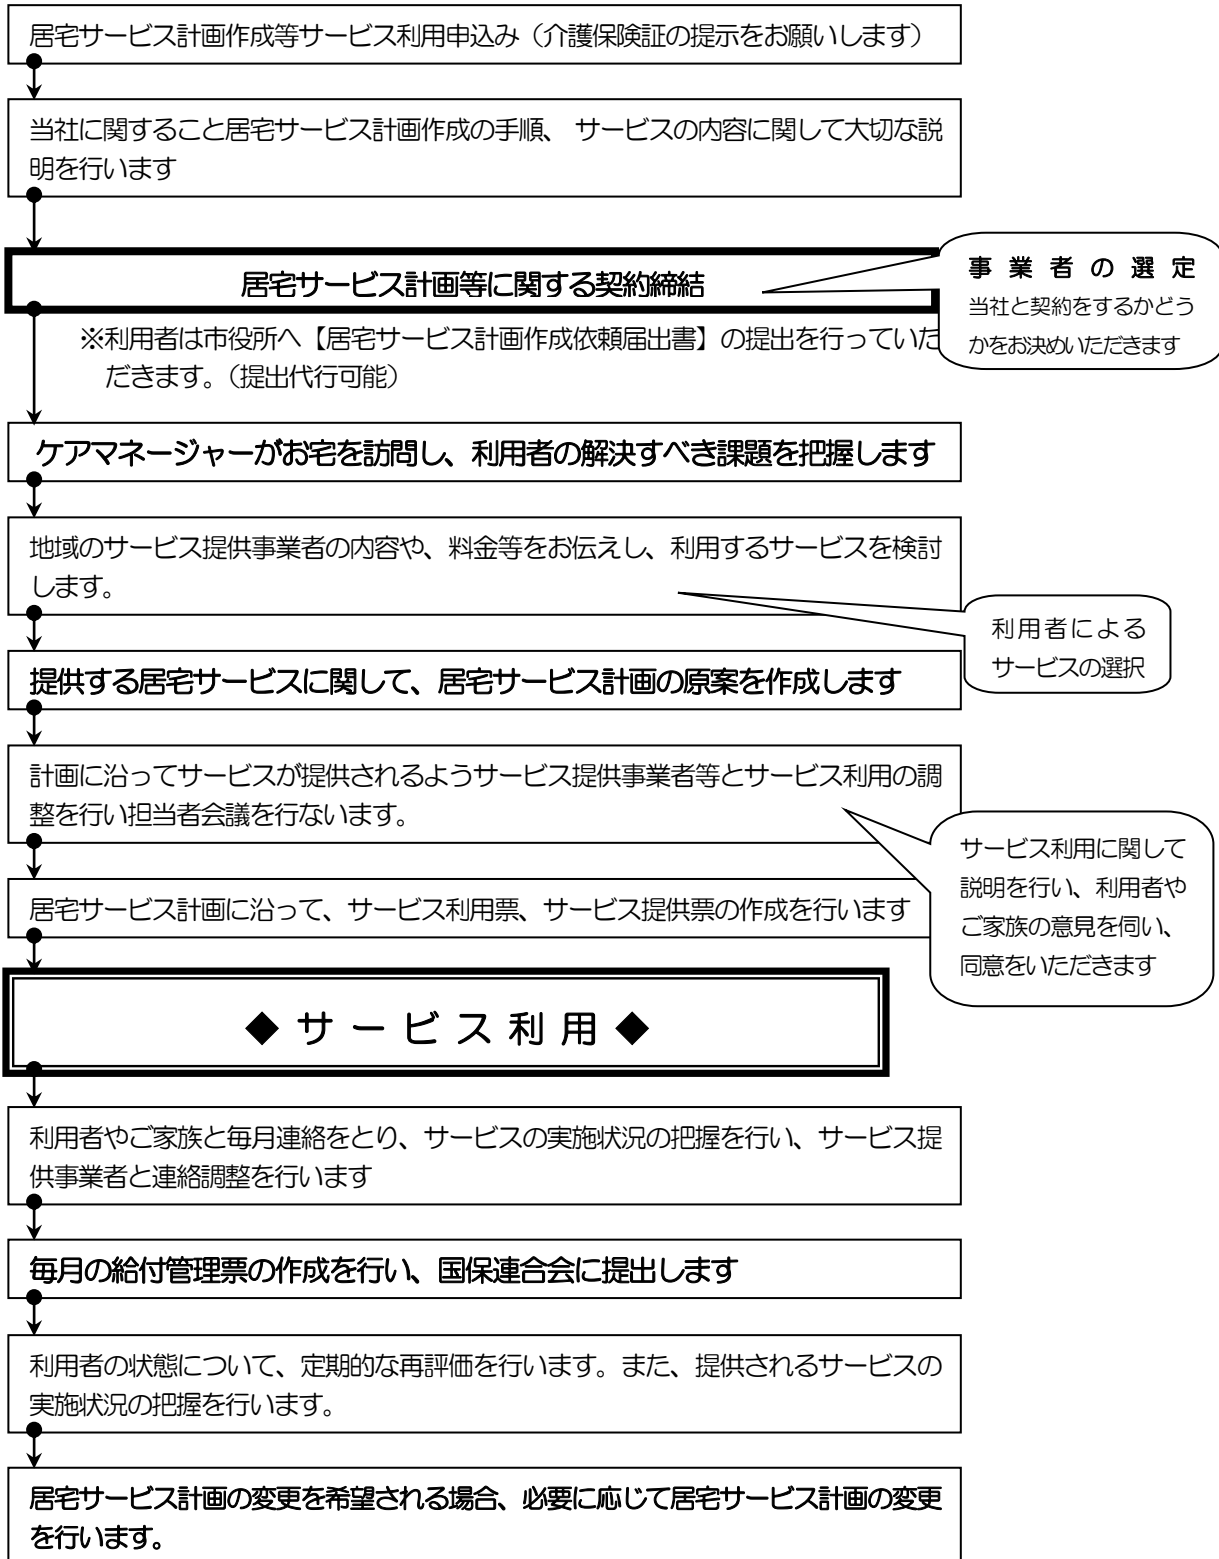 居宅サービス計画作成等サービス利用申込み（介護保険証の提示をお願いします）
当社に関すること居宅サービス計画作成の手順、 サービスの内容に関して大切な説
明を行います
居宅サービス計画等に関する契約締結
事 業 者 の 選 定
当社と契約をするかどう
かをお決めいただきます
※利用者は市役所へ【居宅サービス計画作成依頼届出書】の提出を行っていた
だきます。（提出代行可能）
ケアマネージャーがお宅を訪問し、利用者の解決すべき課題を把握します
地域のサービス提供事業者の内容や、料金等をお伝えし、利用するサービスを検討
します。
利用者による
サービスの選択
提供する居宅サービスに関して、居宅サービス計画の原案を作成します
計画に沿ってサービスが提供されるようサービス提供事業者等とサービス利用の調
整を行い担当者会議を行ないます。
サービス利用に関して
説明を行い、利用者や
ご家族の意見を伺い、
同意をいただきます
居宅サービス計画に沿って、サービス利用票、サービス提供票の作成を行います
◆ サ ー ビ ス 利 用 ◆
利用者やご家族と毎月連絡をとり、サービスの実施状況の把握を行い、サービス提
供事業者と連絡調整を行います
毎月の給付管理票の作成を行い、国保連合会に提出します
利用者の状態について、定期的な再評価を行います。また、提供されるサービスの
実施状況の把握を行います。
居宅サービス計画の変更を希望される場合、必要に応じて居宅サービス計画の変更
を行います。